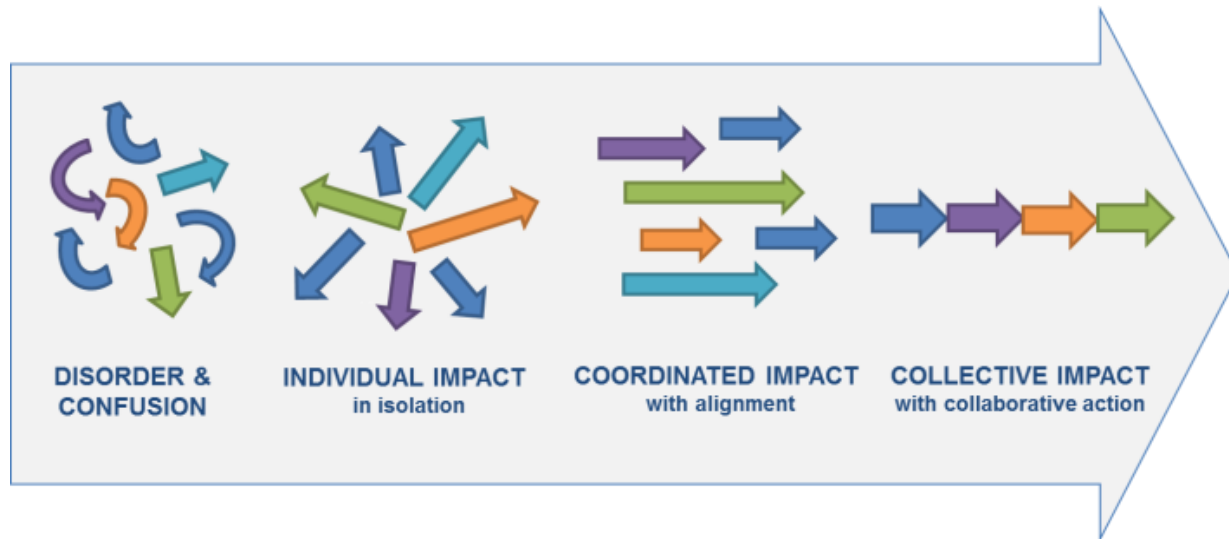 DISORDER &
CONFUSION
INDIVIDUAL IMPACT
in isolation
COORDINATED IMPACT
with alignment
COLLECTIVE IMPACT
with collaborative action